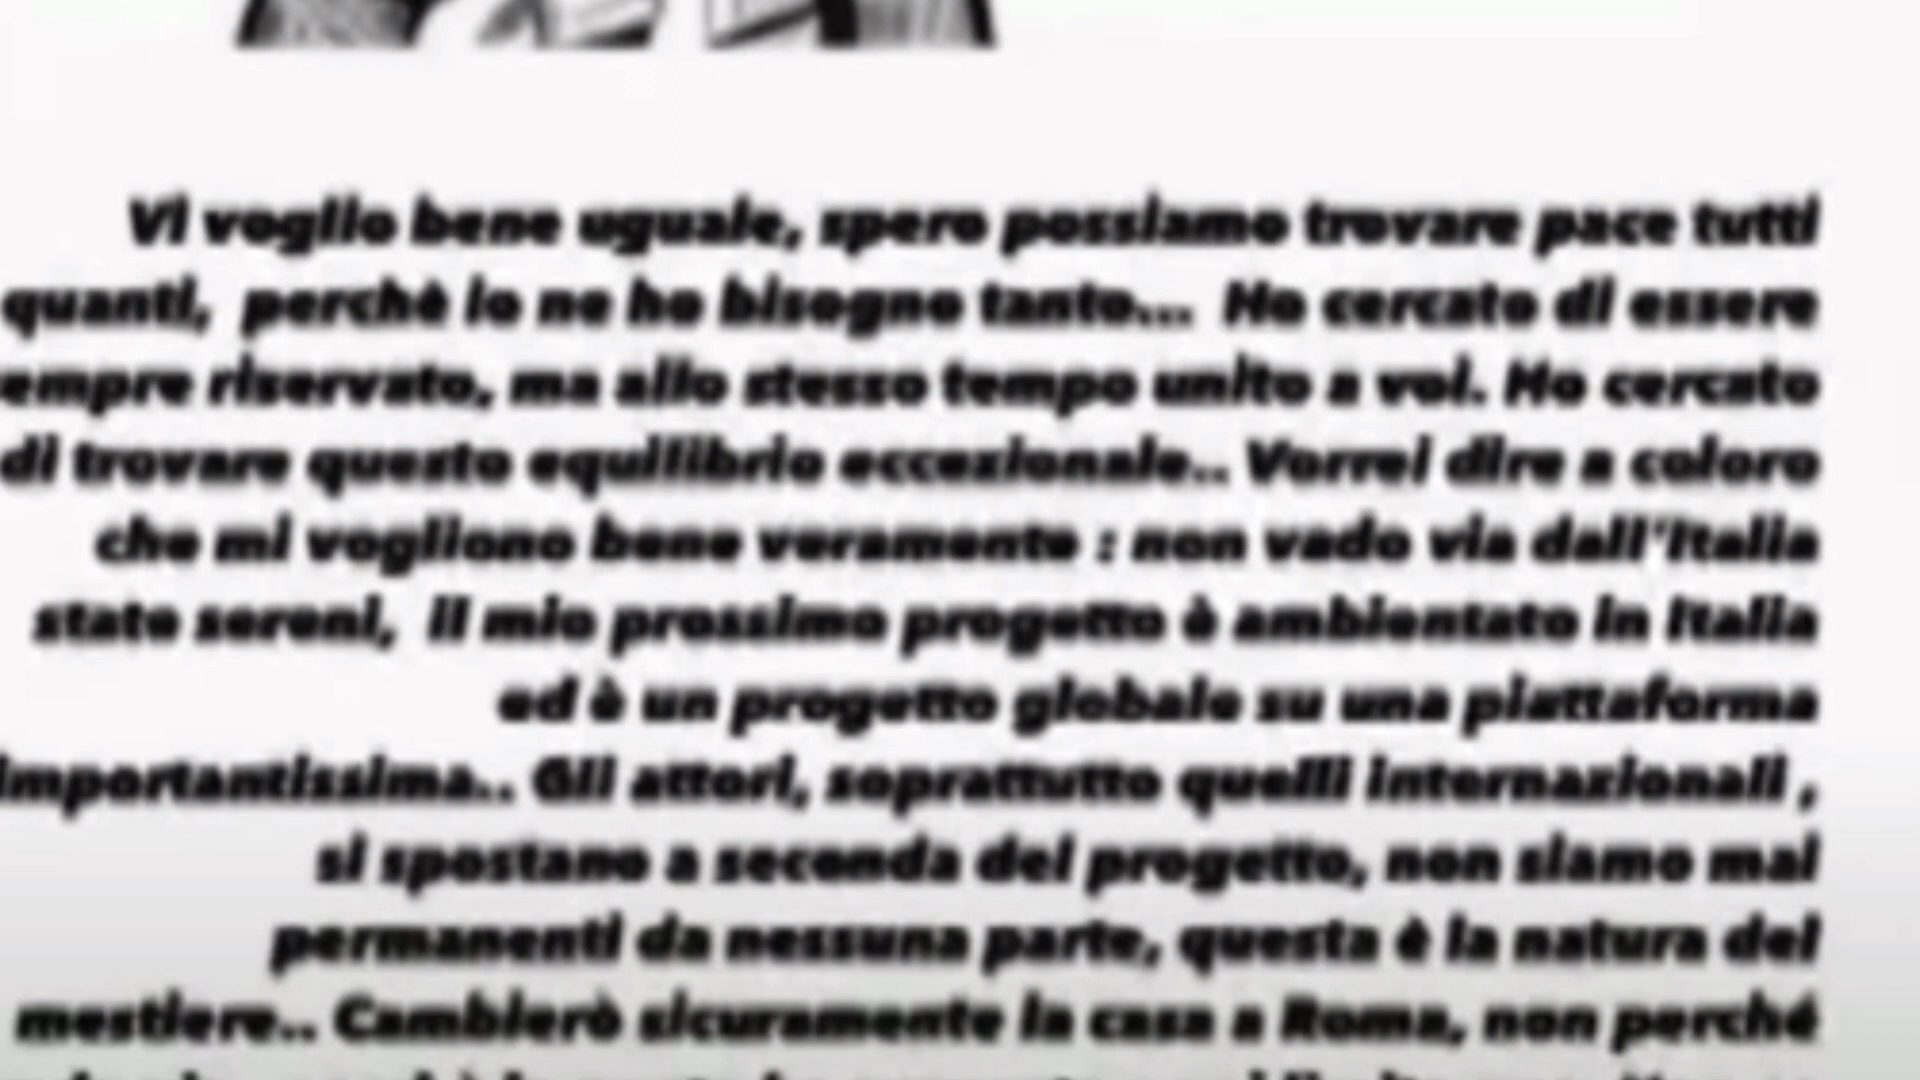 Vi voglio bene uguale, spero possiamo trovare pace tutti
quanti, perchè io ne ho bisogno tanto... Ho cercato di essere
empre riservato, ma allo stesso tempo unito a voi. Ho cercato
di trovare questo equilibrio eccezionale.. Vorrei dire a coloro
che mi vogliono bene veramente : non vado via dall'Italia
state sereni, il mio prossimo progetto è ambientato in Italia
ed è un progetto globale su una piattaforma
importantissima.. Gli attori, soprattutto quelli internazionali ,
si spostano a seconda del progetto, non siamo mai
permanenti da nessuna parte, questa è la natura del
mestiere.. Cambierò sicuramente la casa a Roma, non perché